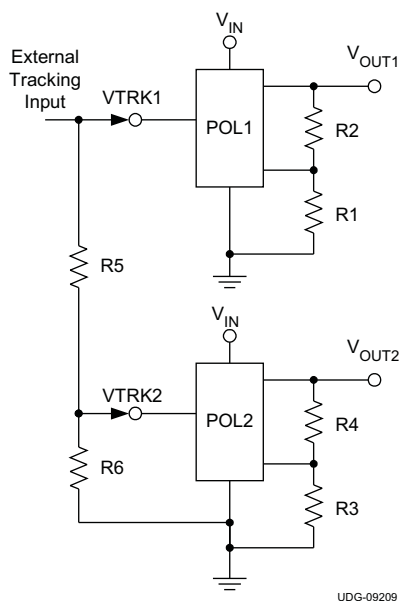 V_IN
External
Tracking
Input
VTRK1
POL1
V_OUT1
R2
R1
R5
V_IN
V_OUT2
VTRK2
POL2
R4
R6
R3
UDG-09209